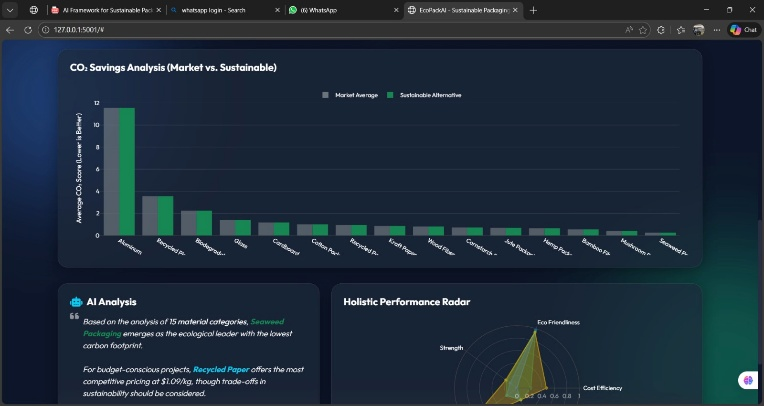 AI Framework for Sustainable Pac
whatsapp login - Search
(6) WhatsApp
EcoPackAI - Sustainable Packaging
127.0.0.1:5001/#
Chat
CO₂ Savings Analysis (Market vs. Sustainable)
Market Average
Sustainable Alternative
Average CO₂ Score (Lower is Better)
12
10
8
6
4
2
0
Aluminum
Recycled Pl
Biodegrad
Glass
Cardboard
Cotton Pac
Recycled P
Kraft Paper
Wood Fiber
Cornstarch
Jute Packa
Hemp Pack
Bamboo Fib
Mushroom
Seaweed P
AI Analysis
Based on the analysis of 15 material categories, Seaweed
Packaging emerges as the ecological leader with the lowest
carbon footprint.
For budget-conscious projects, Recycled Paper offers the most
competitive pricing at $1.09/kg, though trade-offs in
sustainability should be considered.
Holistic Performance Radar
Eco Friendliness
Strength
Cost Efficiency
0 0.2 0.4 0.6 0.8 1